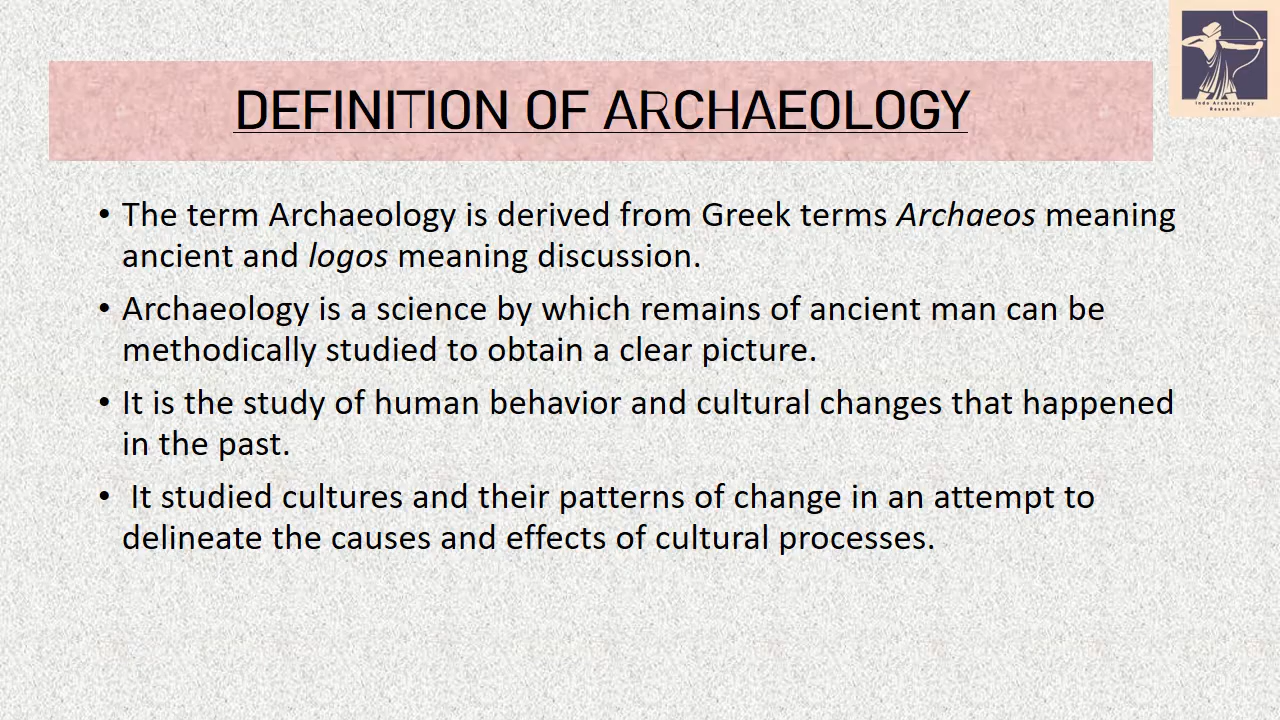 Indo Archaeology
Research
DEFINITION OF ARCHAEOLOGY
• The term Archaeology is derived from Greek terms Archaeos meaning
ancient and logos meaning discussion.
• Archaeology is a science by which remains of ancient man can be
methodically studied to obtain a clear picture.
• It is the study of human behavior and cultural changes that happened
in the past.
• It studied cultures and their patterns of change in an attempt to
delineate the causes and effects of cultural processes.